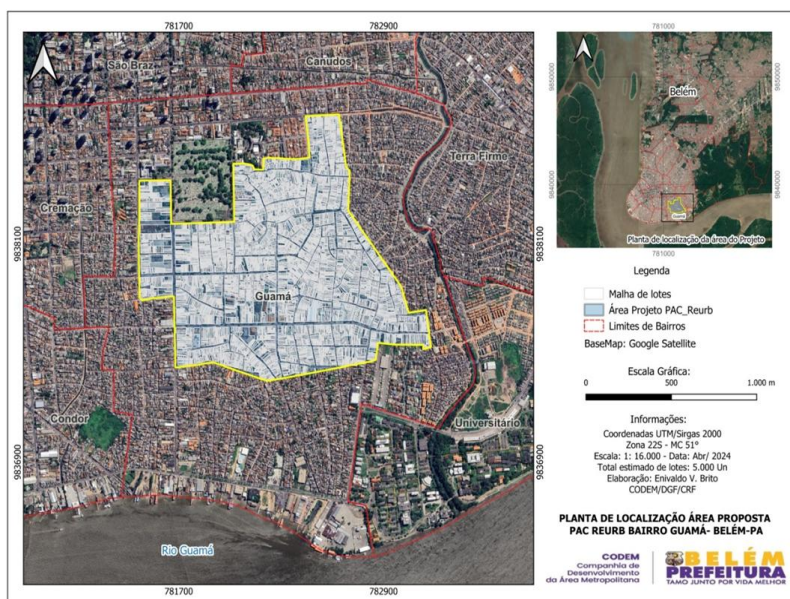 781700
782900
São Braz
Canudos
Terra Firme
Cremação
9838100
9838100
Guamá
Condor
Universitário
9836900
9836900
Rio Guamá
781700
782900
781000
9850000
9850000
Belém
9840000
9840000
Guamá
Planta de localização da área do Projeto
781000
Legenda
Malha de lotes
Área Projeto PAC_Reurb
Limites de Bairros
BaseMap: Google Satellite
Escala Gráfica:
0 500 1.000 m
Informações:
Coordenadas UTM/Sirgas 2000
Zona 22S - MC 51º
Escala: 1: 16.000 - Data: Abr/ 2024
Total estimado de lotes: 5.000 Un
Elaboração: Enivaldo V. Brito
CODEM/DGF/CRF
PLANTA DE LOCALIZAÇÃO ÁREA PROPOSTA
PAC REURB BAIRRO GUAMÁ- BELÉM-PA
CODEM
Companhia de
Desenvolvimento
da Área Metropolitana
BELÉM
PREFEITURA
TAMO JUNTO POR VIDA MELHOR